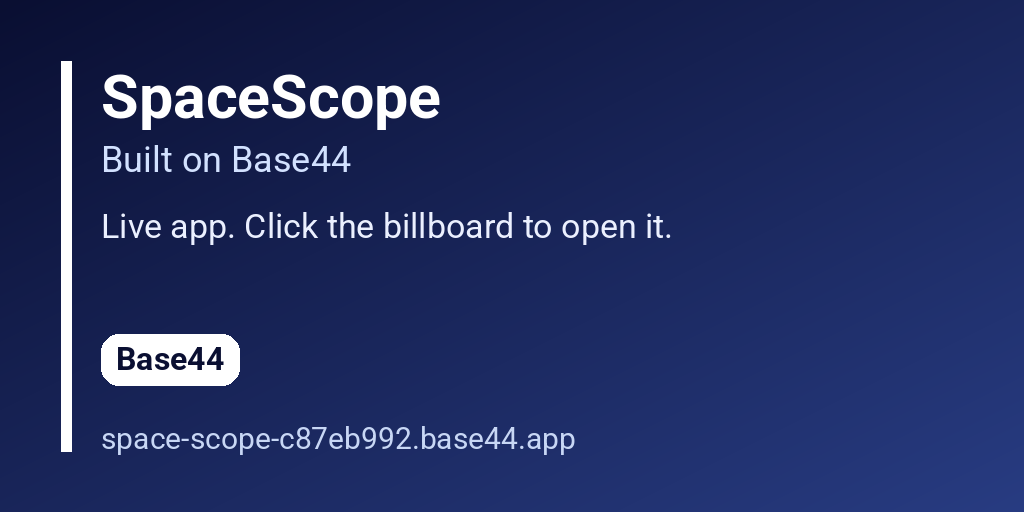 SpaceScope
Built on Base44
Live app. Click the billboard to open it.
Base44
space-scope-c87eb992.base44.app